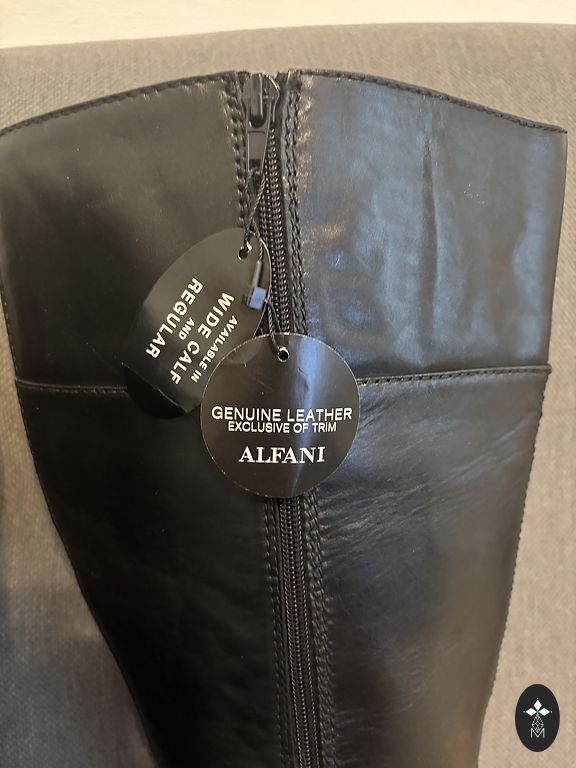 AVAILABLE IN
WIDE CALF
AND
REGULAR
GENUINE LEATHER
EXCLUSIVE OF TRIM
ALFANI
M